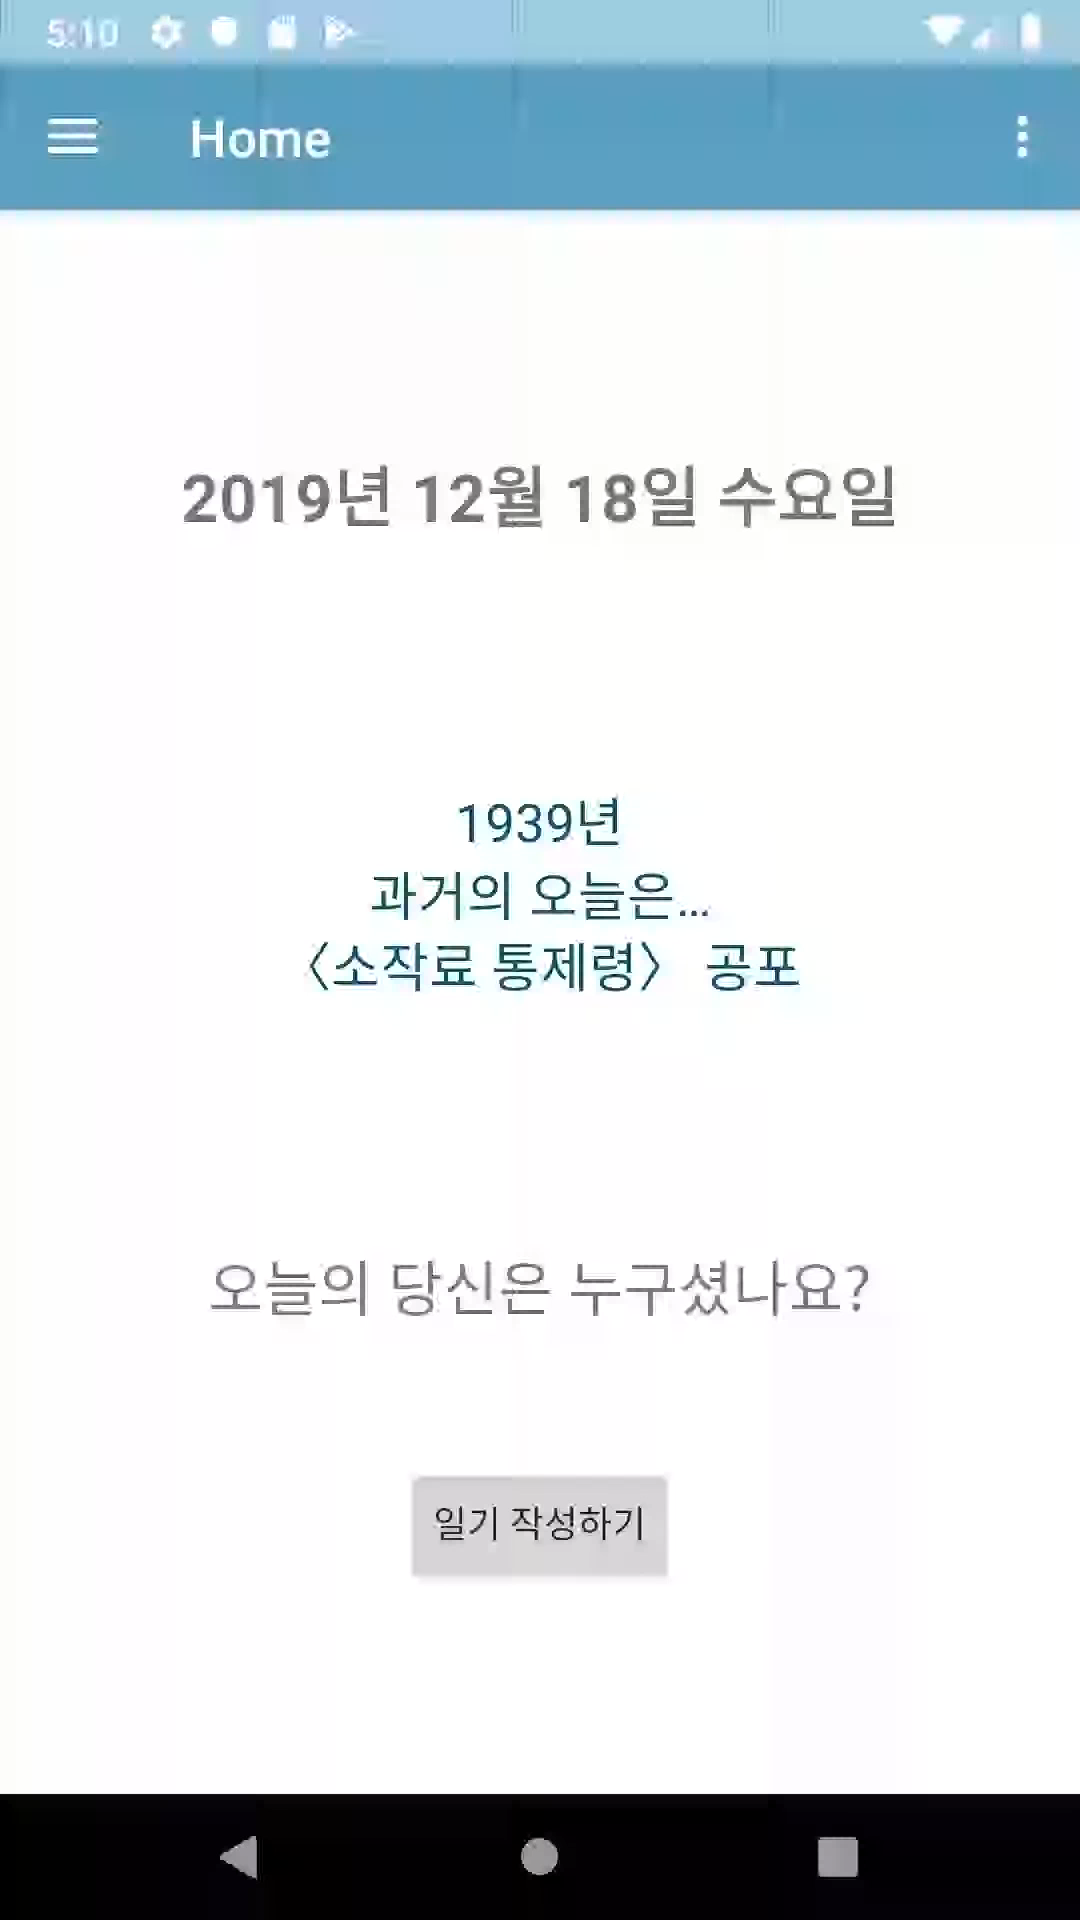 5:10
Home
2019년 12월 18일 수요일
1939년
과거의 오늘은...
〈소작료 통제령〉 공포
오늘의 당신은 누구셨나요?
일기 작성하기